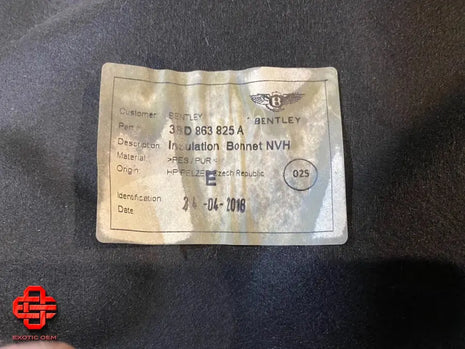 Customer BENTLEY
Part n° 3SD 863 825 A
BENTLEY
Description Insulation Bonnet NVH
Material >PES / PUR<
Origin HP PELZER Czech Republic
E
025
Identification
Date 24 -04-2018
EXOTIC OEM